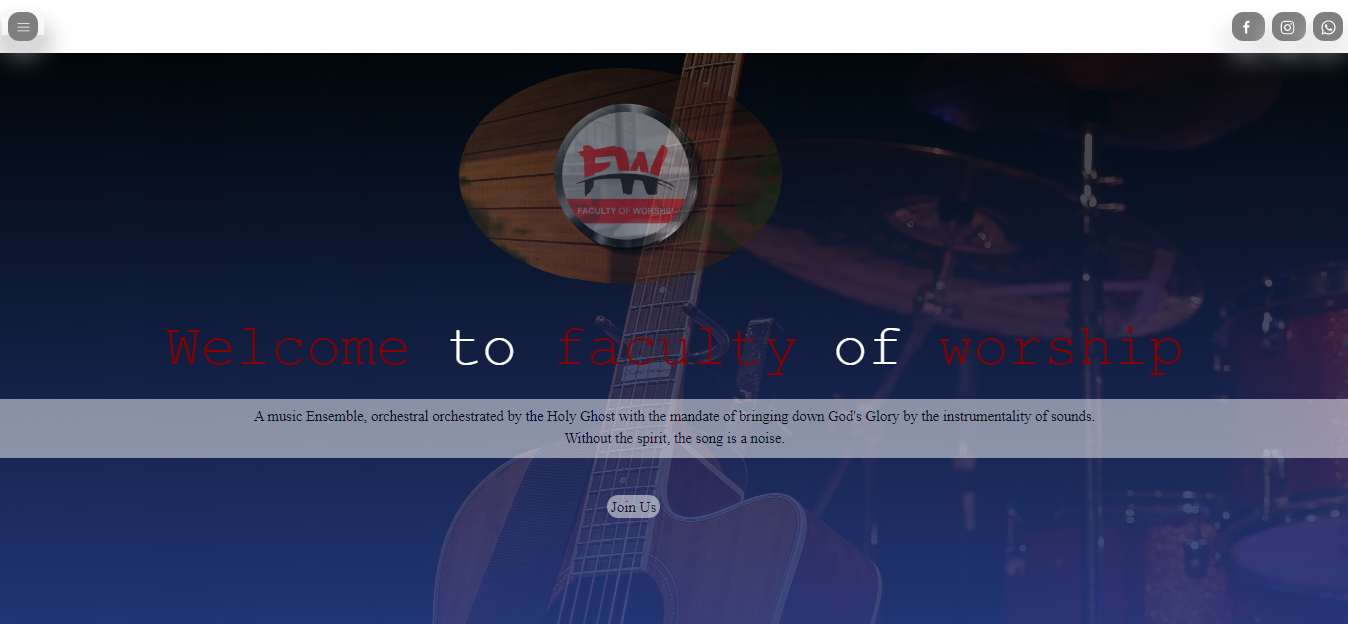 FW
FACULTY OF WORSHIP
Welcome to faculty of worship
A music Ensemble, orchestral orchestrated by the Holy Ghost with the mandate of bringing down God's Glory by the instrumentality of sounds.
Without the spirit, the song is a noise.
Join Us